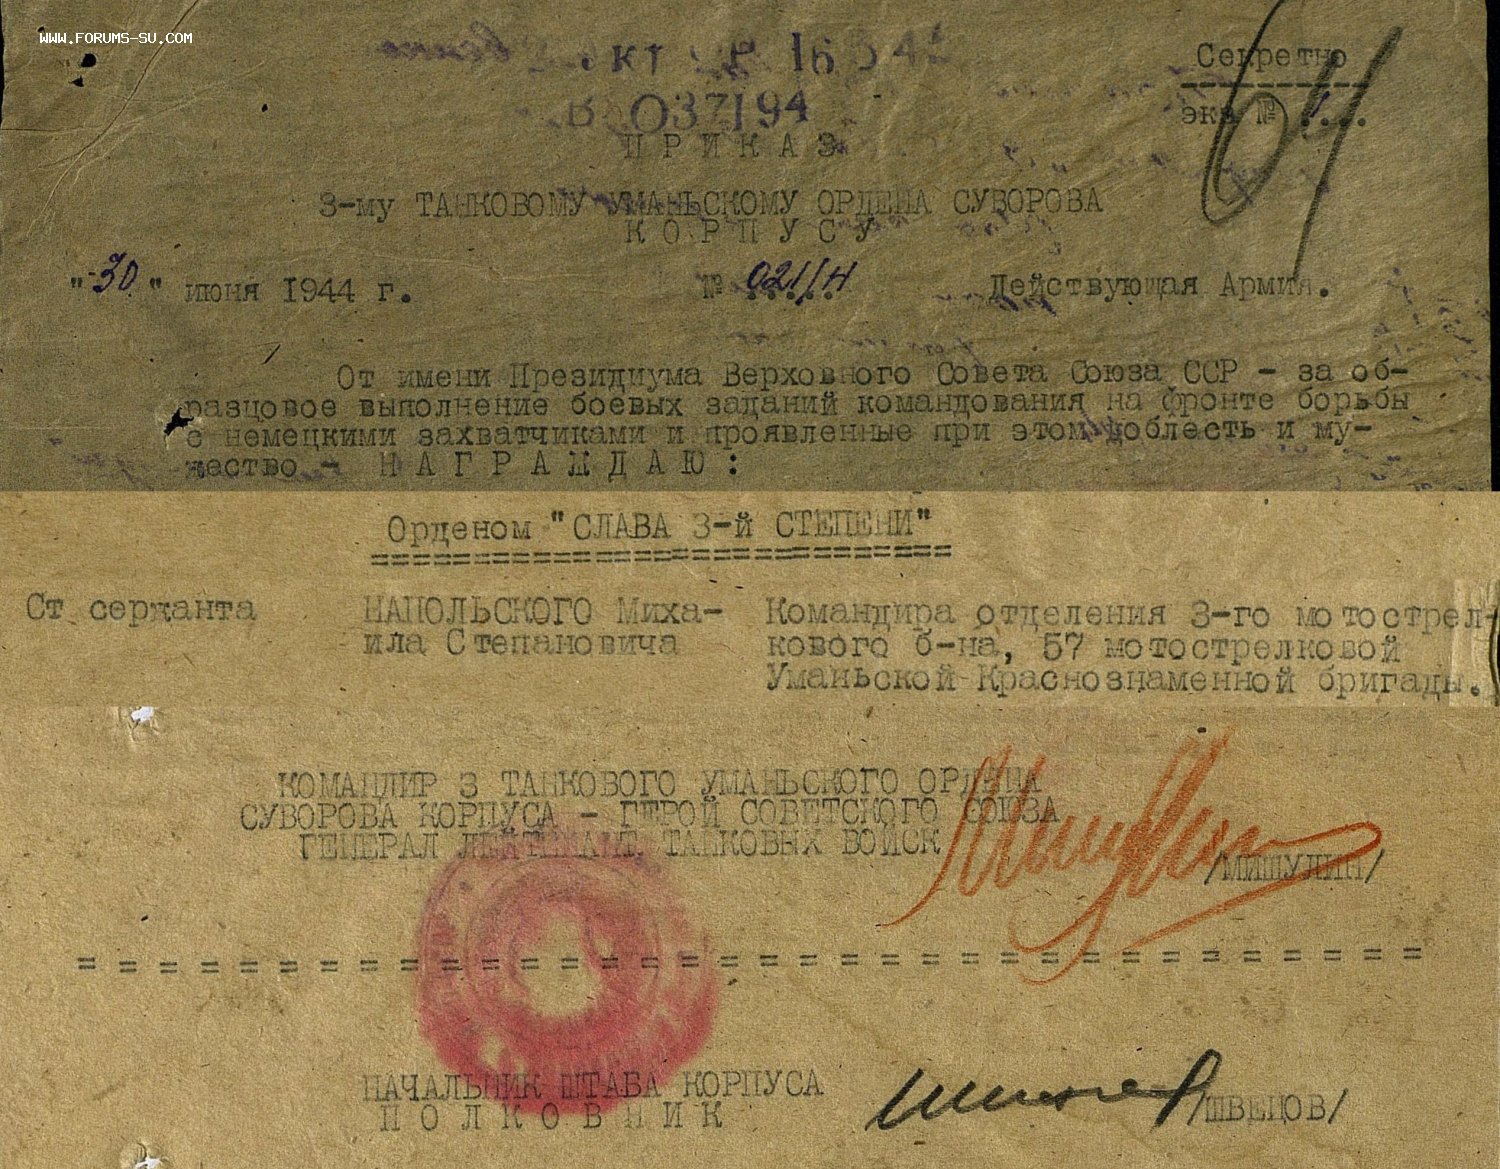 WWW.FORUMS-SU.COM
Секретно
экз № 1...
64
В 037194
ПРИКАЗ
3-му ТАНКОВОМУ УМАНЬСКОМУ ОРДЕНА СУВОРОВА
КОРПУСУ
"30" июня 1944 г. № 021/Н Действующая Армия.
От имени Президиума Верховного Совета Союза ССР - за об-
разцовое выполнение боевых заданий командования на фронте борьбы
с немецкими захватчиками и проявленные при этом доблесть и му-
жество - НАГРАЖДАЮ:
Орденом "СЛАВА 3-й СТЕПЕНИ"
Ст сержанта НАПОЛЬСКОГО Миха- Командира отделения 3-го мотострел-
ила Степановича кового б-на, 57 мотострелковой
Уманьской Краснознаменной бригады.
КОМАНДИР 3 ТАНКОВОГО УМАНЬСКОГО ОРДЕНА
СУВОРОВА КОРПУСА - ГЕРОЙ СОВЕТСКОГО СОЮЗА
ГЕНЕРАЛ ЛЕЙТЕНАНТ ТАНКОВЫХ ВОЙСК
/МИШУЛИН/
НАЧАЛЬНИК ШТАБА КОРПУСА
ПОЛКОВНИК /ШВЕЦОВ/